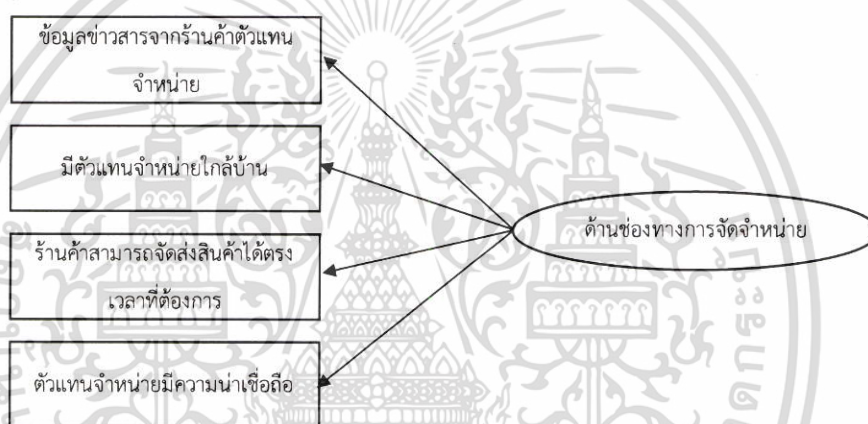 ข้อมูลข่าวสารจากร้านค้าตัวแทน
จำหน่าย
มีตัวแทนจำหน่ายใกล้บ้าน
ด้านช่องทางการจัดจำหน่าย
ร้านค้าสามารถจัดส่งสินค้าได้ตรง
เวลาที่ต้องการ
ตัวแทนจำหน่ายมีความน่าเชื่อถือ